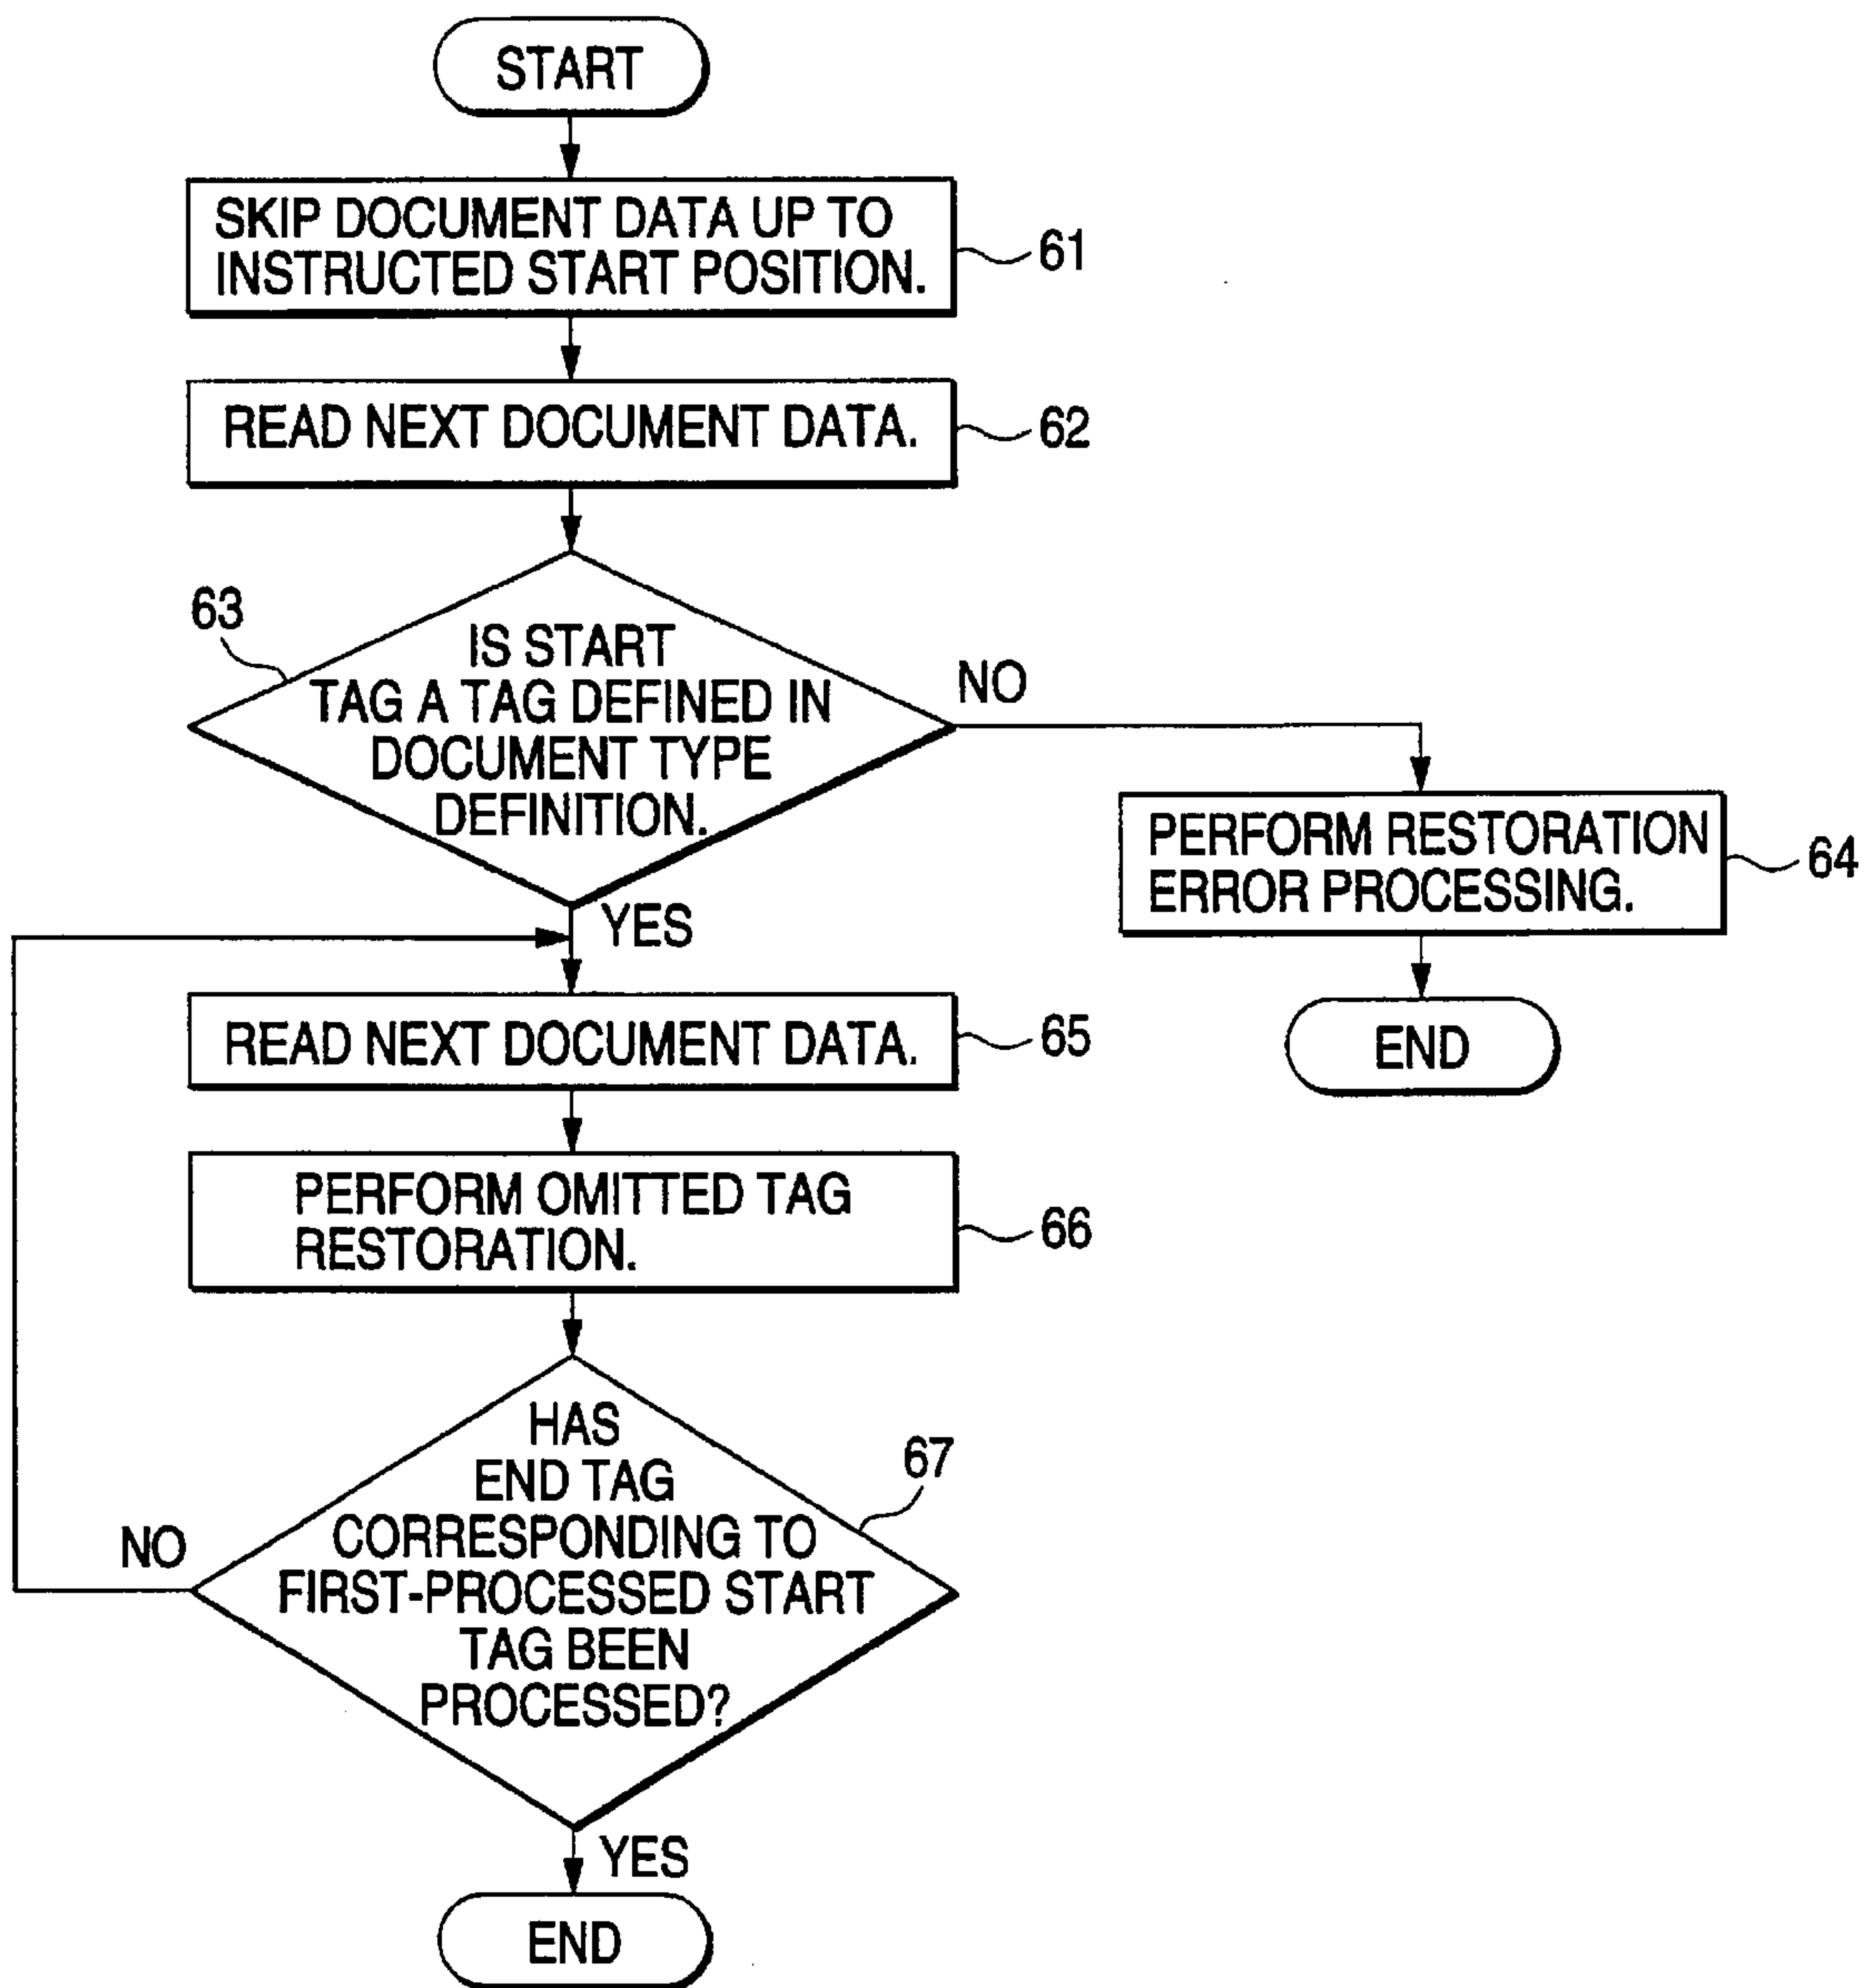 START
SKIP DOCUMENT DATA UP TO
INSTRUCTED START POSITION.
61
READ NEXT DOCUMENT DATA.
62
63
IS START
TAG A TAG DEFINED IN
DOCUMENT TYPE
DEFINITION.
NO
YES
PERFORM RESTORATION
ERROR PROCESSING.
64
END
READ NEXT DOCUMENT DATA.
65
PERFORM OMITTED TAG
RESTORATION.
66
HAS
END TAG
CORRESPONDING TO
FIRST-PROCESSED START
TAG BEEN
PROCESSED?
67
NO
YES
END